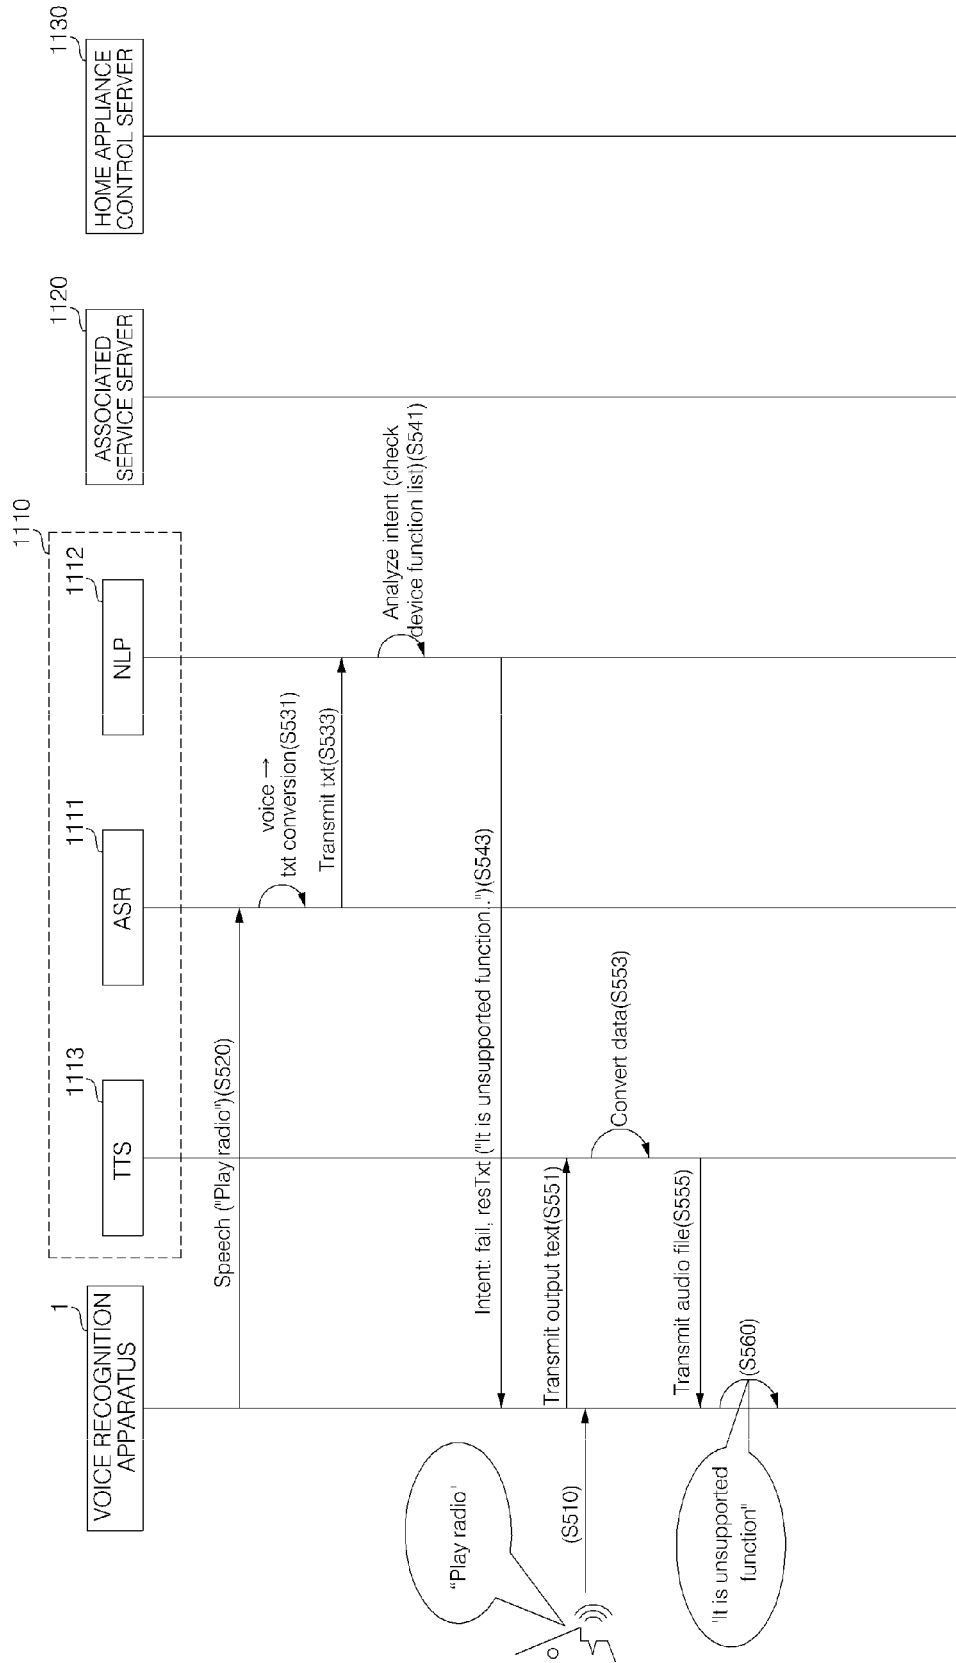 1110
1
1113
1111
1112
1120
1130
VOICE RECOGNITION
APPARATUS
TTS
ASR
NLP
ASSOCIATED
SERVICE SERVER
HOME APPLIANCE
CONTROL SERVER
Speech ("Play radio")(S520)
voice →
txt conversion(S531)
Transmit txt(S533)
Analyze intent (check
device function list)(S541)
"Play radio"
Intent: fail, resTxt ("It is unsupported function..")(S543)
Transmit output text(S551)
(S510)
Convert data(S553)
Transmit audio file(S555)
(S560)
"It is unsupported
function"